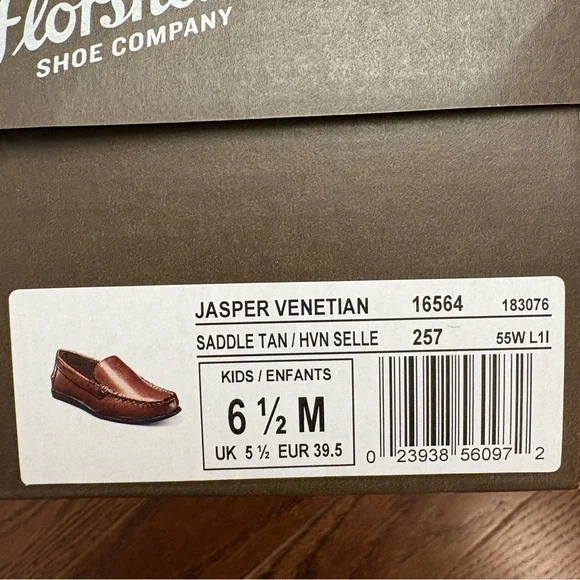 Florsheim
SHOE COMPANY
JASPER VENETIAN 16564 183076
SADDLE TAN / HVN SELLE 257 55W L1I
KIDS / ENFANTS
6 ½ M
UK 5 ½ EUR 39.5
0 23938 56097 2